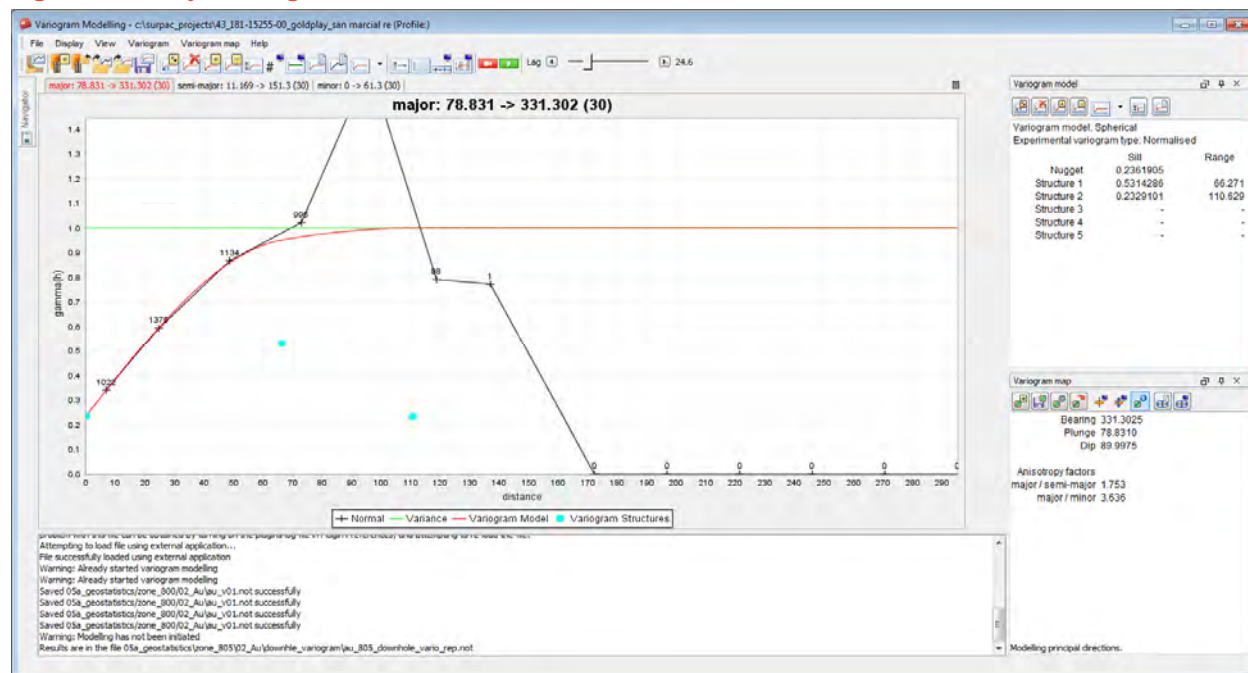 Variogram Modelling - c:\surpac_projects\43_181-15255-00_goldplay_san marcial re (Profile:)
File Display View Variogram Variogram map Help
Lag 24.6
Navigator
major: 78.831 -> 331.302 (30) semi-major: 11.169 -> 151.3 (30) minor: 0 -> 61.3 (30)
major: 78.831 -> 331.302 (30)
1.4
1.3
1.2
1.1
1.0
0.9
0.8
0.7
0.6
0.5
0.4
0.3
0.2
0.1
0.0
gamma(h)
1134
88
1
0 0 0 0 0
0 10 20 30 40 50 60 70 80 90 100 110 120 130 140 150 160 170 180 190 200 210 220 230 240 250 260 270 280 290
distance
Normal Variance Variogram Model Variogram Structures
Attempting to load file using external application...
File successfully loaded using external application
Warning: Already started variogram modelling
Warning: Already started variogram modelling
Saved 05a_geostatistics/zone_800/02_Au\au_v01.not successfully
Saved 05a_geostatistics/zone_800/02_Au\au_v01.not successfully
Saved 05a_geostatistics/zone_800/02_Au\au_v01.not successfully
Saved 05a_geostatistics/zone_800/02_Au\au_v01.not successfully
Warning: Modelling has not been initiated
Results are in the file 05a_geostatistics\zone_805\02_Au\downhle_variogram\au_805_downhole_vario_rep.not
Variogram model
Variogram model: Spherical
Experimental variogram type: Normalised
Sill Range
Nugget 0.2361905
Structure 1 0.5314286 66.271
Structure 2 0.2329101 110.629
Structure 3 - -
Structure 4 - -
Structure 5 - -
Variogram map
Bearing 331.3025
Plunge 78.8310
Dip 89.9975
Anisotropy factors
major / semi-major 1.753
major / minor 3.636
Modelling principal directions.